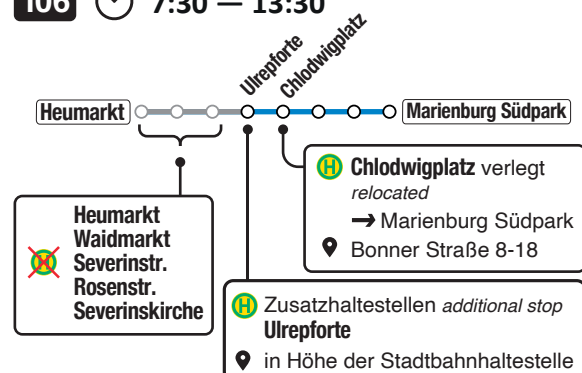 106 7:30 — 13:30
Ulrepforte
Chlodwigplatz
Heumarkt
Marienburg Südpark
H Chlodwigplatz verlegt
relocated
→ Marienburg Südpark
Bonner Straße 8-18
H
Heumarkt
Waidmarkt
Severinstr.
Rosenstr.
Severinskirche
H Zusatzhaltestellen additional stop
Ulrepforte
in Höhe der Stadtbahnhaltestelle